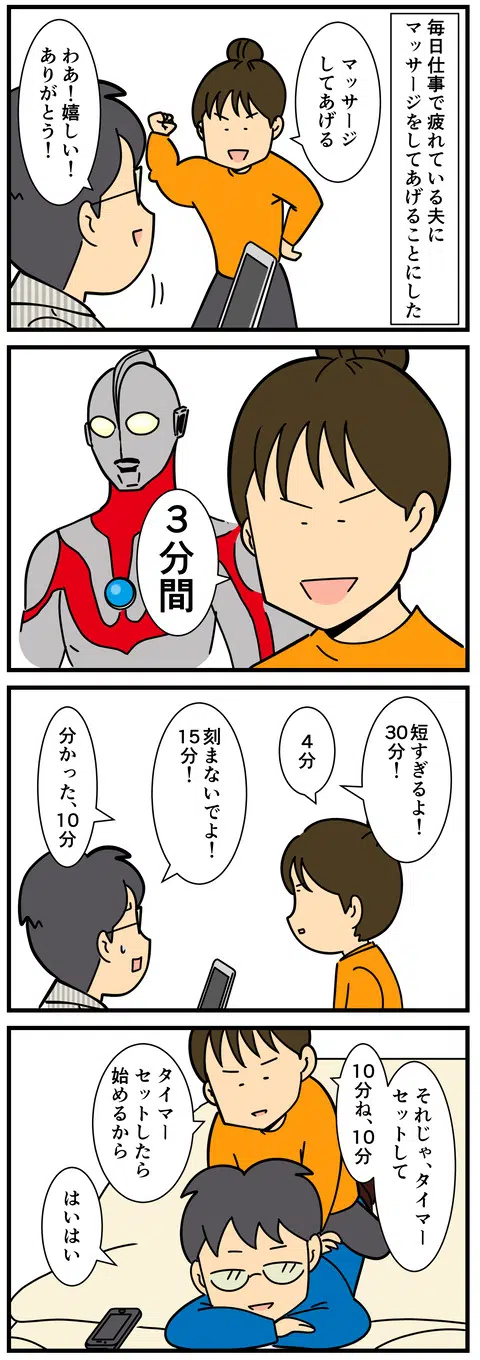 毎日仕事で疲れている夫に
マッサージをしてあげることにした
マッサージ
してあげる
わあ！嬉しい！
ありがとう！
３分間
短すぎるよ！
30分！
４分
刻まないでよ！
15分！
分かった、10分
それじゃ、タイマー
セットして
10分ね、10分
タイマー
セットしたら
始めるから
はいはい